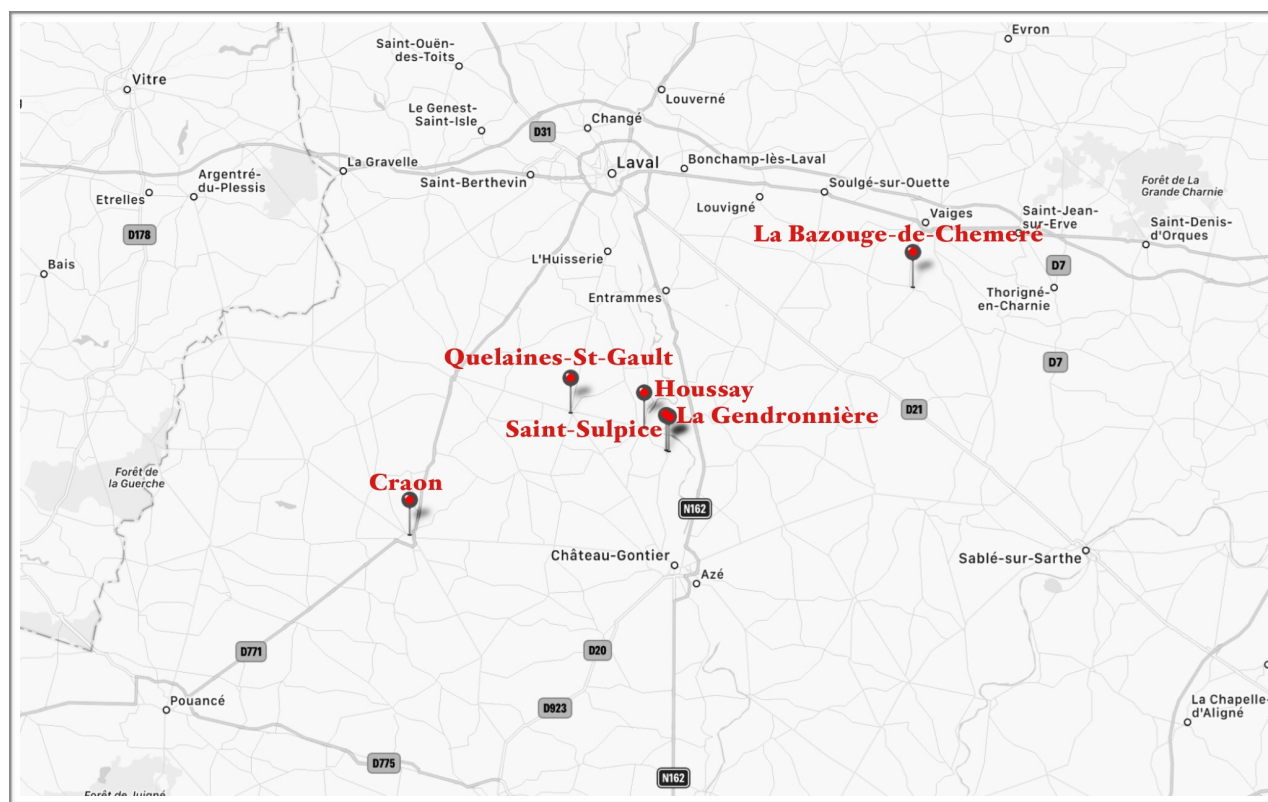 Evron
Saint-Ouën-
des-Toits
Vitre
Louverné
Le Genest-
Saint-Isle
Changé
D31
La Gravelle
Laval
Bonchamp-lès-Laval
Argentré-
du-Plessis
Saint-Berthevin
Soulgé-sur-Ouette
Forêt de La
Grande Charnie
Etrelles
Louvigné
Vaiges
Saint-Jean-
sur-Erve
Saint-Denis-
d'Orques
D178
La Bazouge-de-Chemeré
L'Huisserie
Bais
D7
Entrammes
Thorigné-
en-Charnie
Quelaines-St-Gault
D7
Houssay
La Gendronnière
D21
Saint-Sulpice
Forêt de
la Guerche
Craon
N162
Château-Gontier
Sablé-sur-Sarthe
Azé
D771
D20
Pouancé
D923
La Chapelle-
d'Aligné
D775
N162
Forêt de Juigné